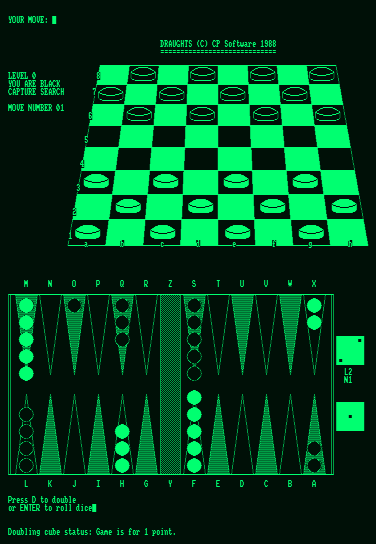 YOUR MOVE:
DRAUGHTS (C) CP Software 1988
LEVEL 0
YOU ARE BLACK
CAPTURE SEARCH
MOVE NUMBER 01
8
7
6
5
4
3
2
1
a b c d e f g h
M N O P Q R Z S T U V W X
L2
N1
L K J I H G Y F E D C B A
Press D to double
or ENTER to roll dice
Doubling cube status: Game is for 1 point.